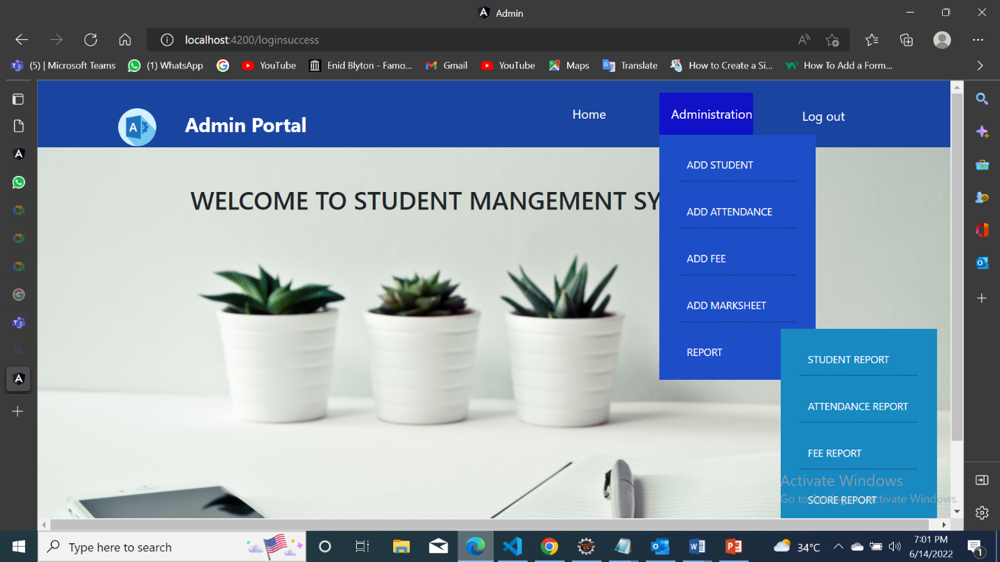 Admin
localhost:4200/loginsuccess
(5) | Microsoft Teams
(1) WhatsApp
YouTube
Enid Blyton - Famo...
Gmail
YouTube
Maps
Translate
How to Create a Si...
How To Add a Form...
Admin Portal
Home
Administration
Log out
WELCOME TO STUDENT MANGEMENT SY
ADD STUDENT
ADD ATTENDANCE
ADD FEE
ADD MARKSHEET
REPORT
STUDENT REPORT
ATTENDANCE REPORT
FEE REPORT
SCORE REPORT
Activate Windows
Go to Settings to activate Windows.
Type here to search
34°C
7:01 PM
6/14/2022
1